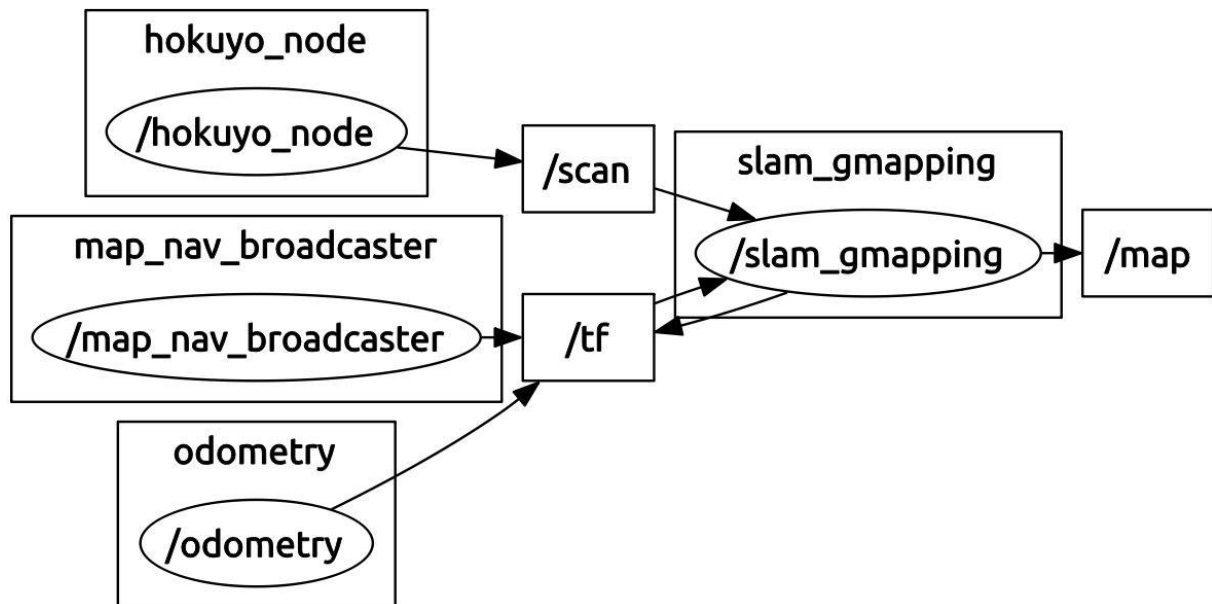 hokuyo_node
/hokuyo_node
/scan
slam_gmapping
/slam_gmapping
/map
map_nav_broadcaster
/map_nav_broadcaster
/tf
odometry
/odometry